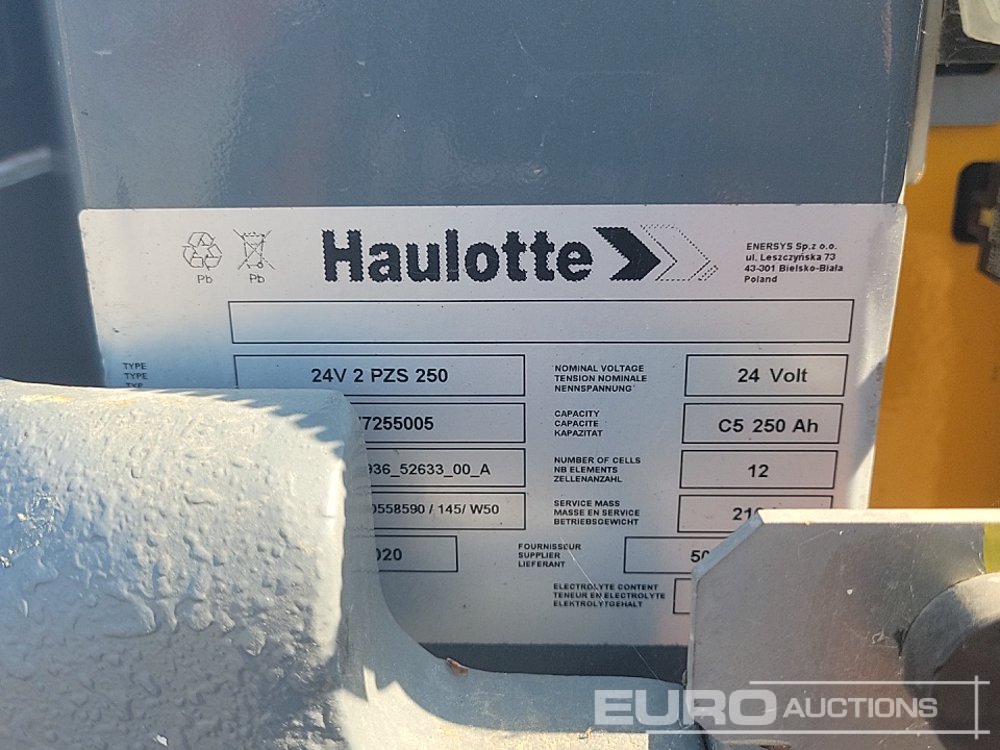 Pb
Pb
Haulotte
ENERSYS Sp.z o.o.
ul. Leszczyńska 73
43-301 Bielsko-Biała
Poland
TYPE
TYPE
24V 2 PZS 250
NOMINAL VOLTAGE
TENSION NOMINALE
NENNSPANNUNG
24 Volt
7255005
CAPACITY
CAPACITE
KAPAZITAT
C5 250 Ah
936_52633_00_A
NUMBER OF CELLS
NB ELEMENTS
ZELLENANZAHL
12
0558590 / 145/ W50
SERVICE MASS
MASSE EN SERVICE
BETRIEBSGEWICHT
020
FOURNISSEUR
SUPPLIER
LIEFERANT
50
ELECTROLYTE CONTENT
TENEUR EN ELECTROLYTE
ELEKTROLYTGEHALT
EURO AUCTIONS